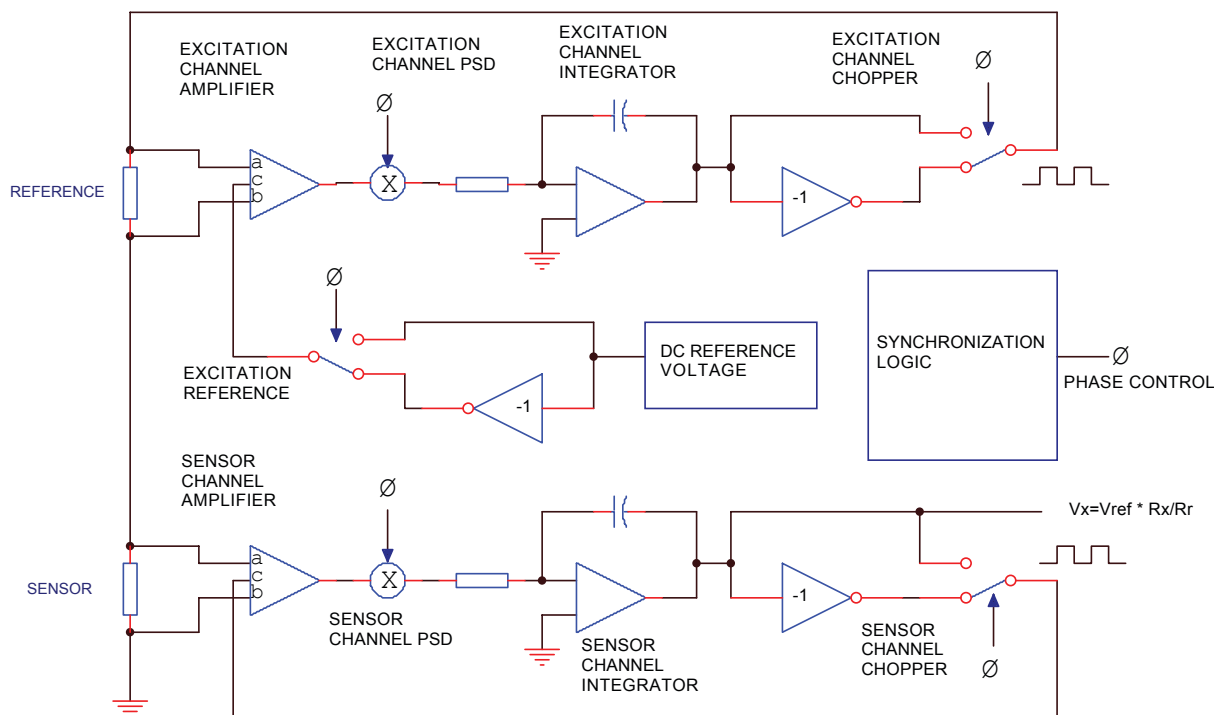 EXCITATION
CHANNEL
AMPLIFIER
EXCITATION
CHANNEL PSD
EXCITATION
CHANNEL
INTEGRATOR
EXCITATION
CHANNEL
CHOPPER
Ø
Ø
REFERENCE
a
c
b
X
-1
Ø
EXCITATION
REFERENCE
-1
DC REFERENCE
VOLTAGE
SYNCHRONIZATION
LOGIC
Ø
PHASE CONTROL
SENSOR
CHANNEL
AMPLIFIER
Ø
Vx=Vref * Rx/Rr
SENSOR
a
c
b
X
-1
SENSOR
CHANNEL PSD
SENSOR
CHANNEL
INTEGRATOR
SENSOR
CHANNEL
CHOPPER
Ø